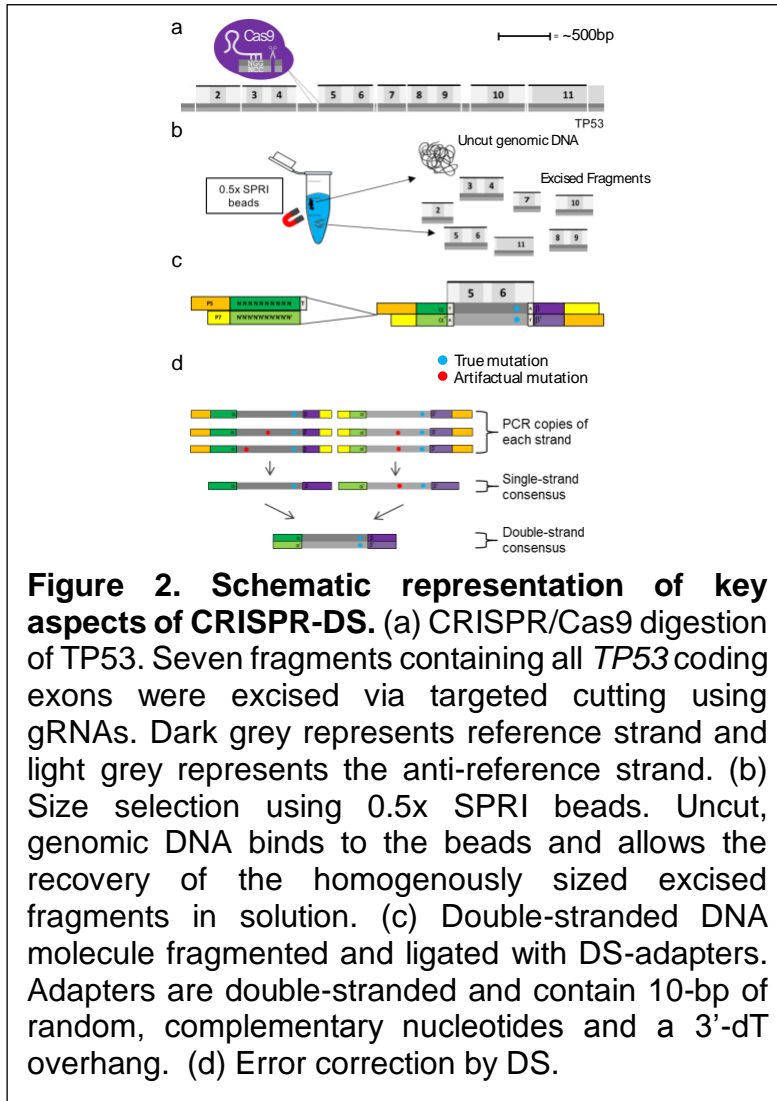 a
Cas9
NGG
NCC
= ~500bp
2 3 4 5 6 7 8 9 10 11
TP53
b
Uncut genomic DNA
0.5x SPRI
beads
Excised Fragments
3 4
7
10
2
5 6
11
8 9
c
5 6
P5 NNNNNNNNNN T
P7 N'N'N'N'N'N'N'N'N'N'
α T A β
α' A T β'
d
True mutation
Artifactual mutation
PCR copies of
each strand
Single-strand
consensus
Double-strand
consensus
Figure 2. Schematic representation of key
aspects of CRISPR-DS. (a) CRISPR/Cas9 digestion
of TP53. Seven fragments containing all TP53 coding
exons were excised via targeted cutting using
gRNAs. Dark grey represents reference strand and
light grey represents the anti-reference strand. (b)
Size selection using 0.5x SPRI beads. Uncut,
genomic DNA binds to the beads and allows the
recovery of the homogenously sized excised
fragments in solution. (c) Double-stranded DNA
molecule fragmented and ligated with DS-adapters.
Adapters are double-stranded and contain 10-bp of
random, complementary nucleotides and a 3’-dT
overhang. (d) Error correction by DS.